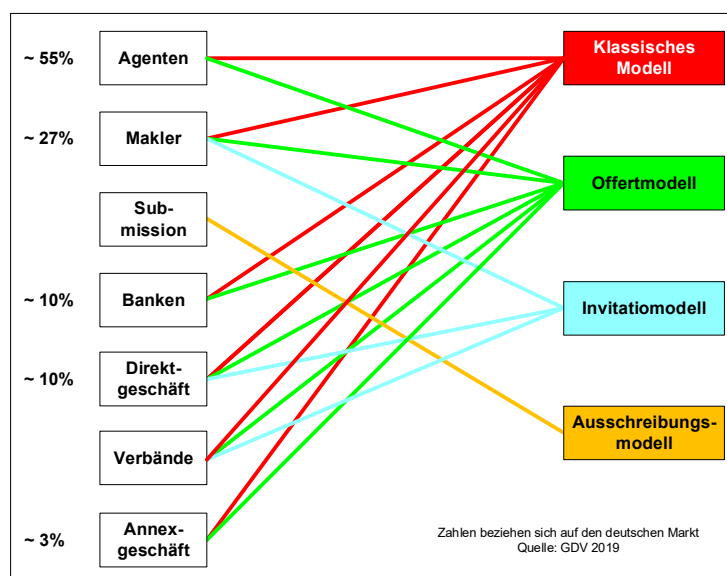 ~ 55%
Agenten
Klassisches
Modell
~ 27%
Makler
Offertmodell
Sub-
mission
~ 10%
Banken
Invitatiomodell
~ 10%
Direkt-
geschäft
Ausschreibungs-
modell
Verbände
~ 3%
Annex-
geschäft
Zahlen beziehen sich auf den deutschen Markt
Quelle: GDV 2019